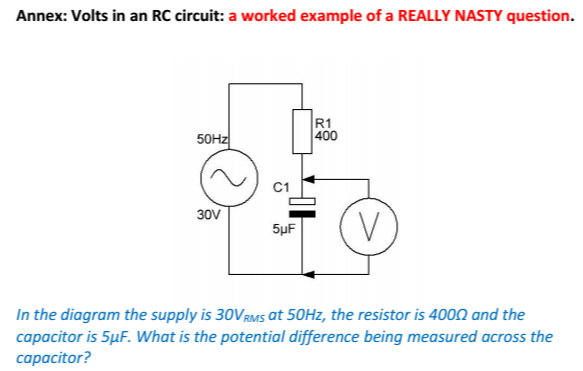 Annex: Volts in an RC circuit: a worked example of a REALLY NASTY question.
R1
400
50Hz
C1
30V
5µF
V
In the diagram the supply is 30VRMS at 50Hz, the resistor is 400Ω and the
capacitor is 5µF. What is the potential difference being measured across the
capacitor?